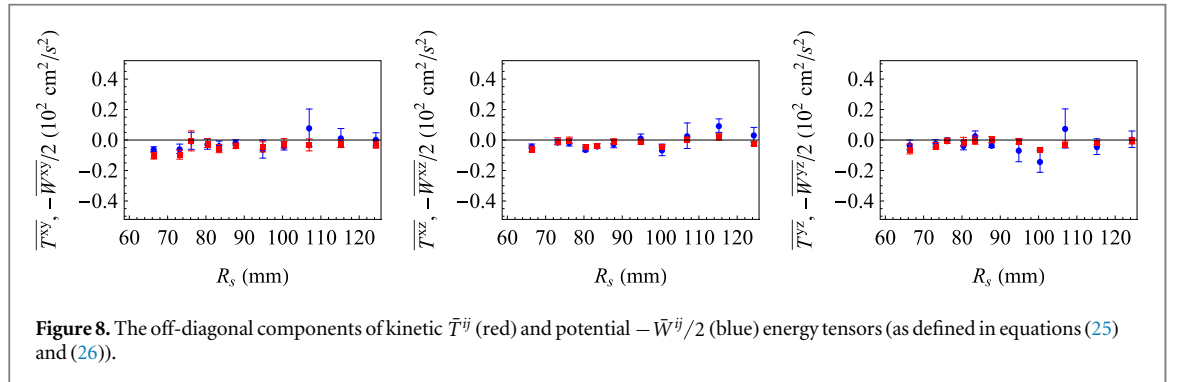 $\overline{T^{xy}}, -\overline{W^{xy}}/2 \ (10^2 \ cm^2/s^2)$
0.4
0.2
0.0
−0.2
−0.4
60 70 80 90 100 110 120
$R_s$ (mm)
$\overline{T^{xz}}, -\overline{W^{xz}}/2 \ (10^2 \ cm^2/s^2)$
0.4
0.2
0.0
−0.2
−0.4
60 70 80 90 100 110 120
$R_s$ (mm)
$\overline{T^{yz}}, -\overline{W^{yz}}/2 \ (10^2 \ cm^2/s^2)$
0.4
0.2
0.0
−0.2
−0.4
60 70 80 90 100 110 120
$R_s$ (mm)
Figure 8. The off-diagonal components of kinetic $\bar{T}^{ij}$ (red) and potential $-\bar{W}^{ij}/2$ (blue) energy tensors (as defined in equations (25)
and (26)).